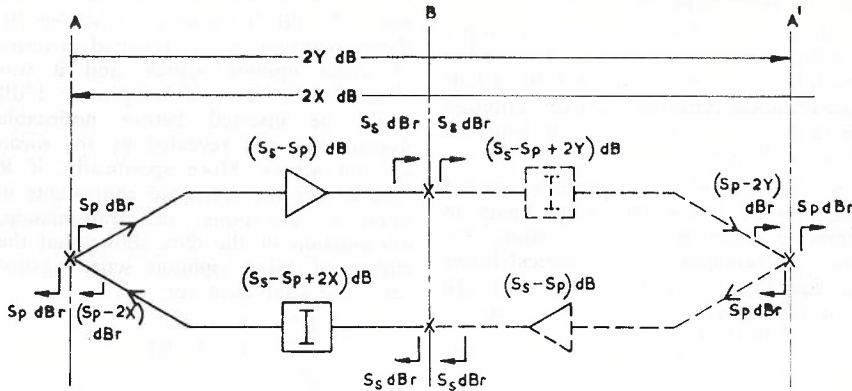 A
B
A'
2Y dB
2X dB
Ss dBr
Ss dBr
(Ss-Sp) dB
(Ss-Sp+2Y) dB
Sp dBr
(Sp-2Y)
dBr
Sp dBr
Sp dBr
(Sp-2X)
dBr
(Ss-Sp+2X) dB
I
I
(Ss-Sp) dB
Sp dBr
Ss dBr
Ss dBr